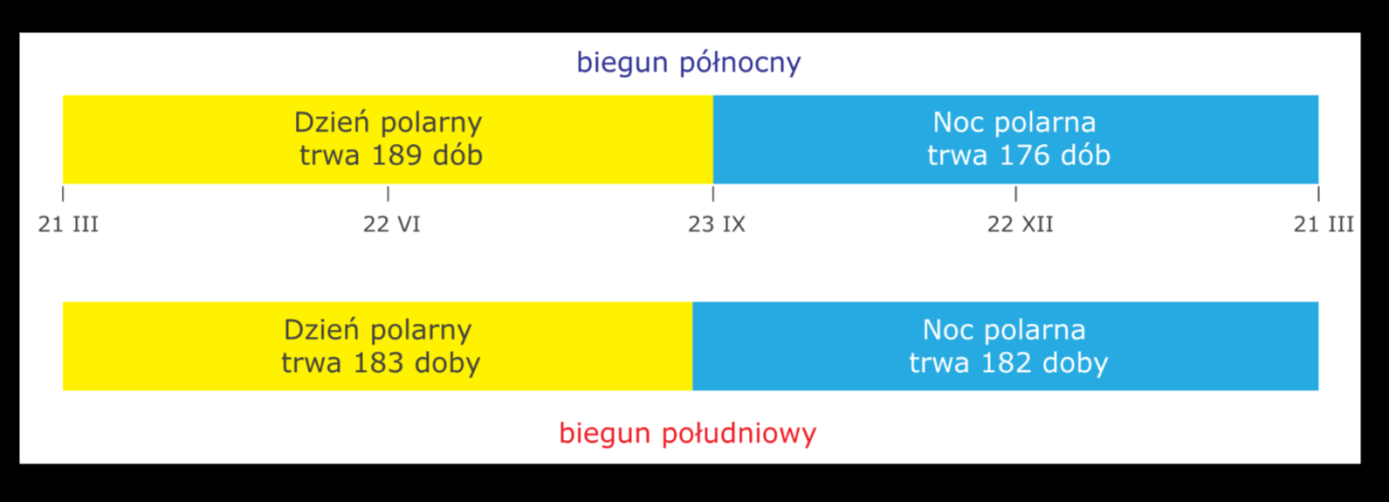 biegun północny
Dzień polarny
trwa 189 dób
Noc polarna
trwa 176 dób
21 III
22 VI
23 IX
22 XII
21 III
Dzień polarny
trwa 183 doby
Noc polarna
trwa 182 doby
biegun południowy